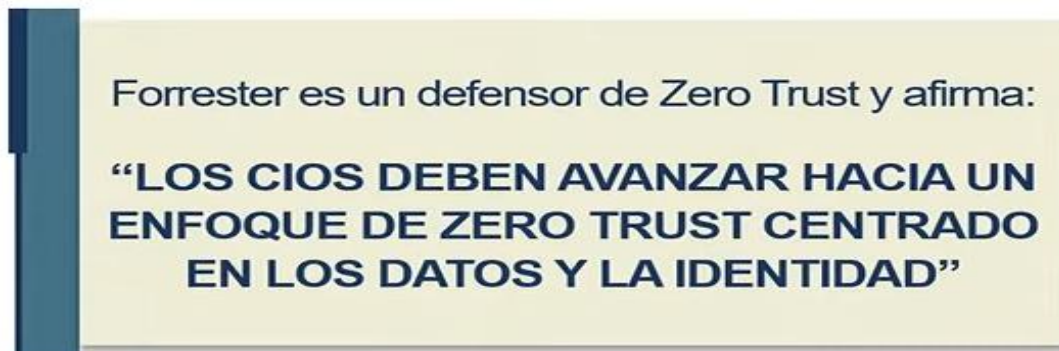 Forrester es un defensor de Zero Trust y afirma:
“LOS CIOS DEBEN AVANZAR HACIA UN
ENFOQUE DE ZERO TRUST CENTRADO
EN LOS DATOS Y LA IDENTIDAD”